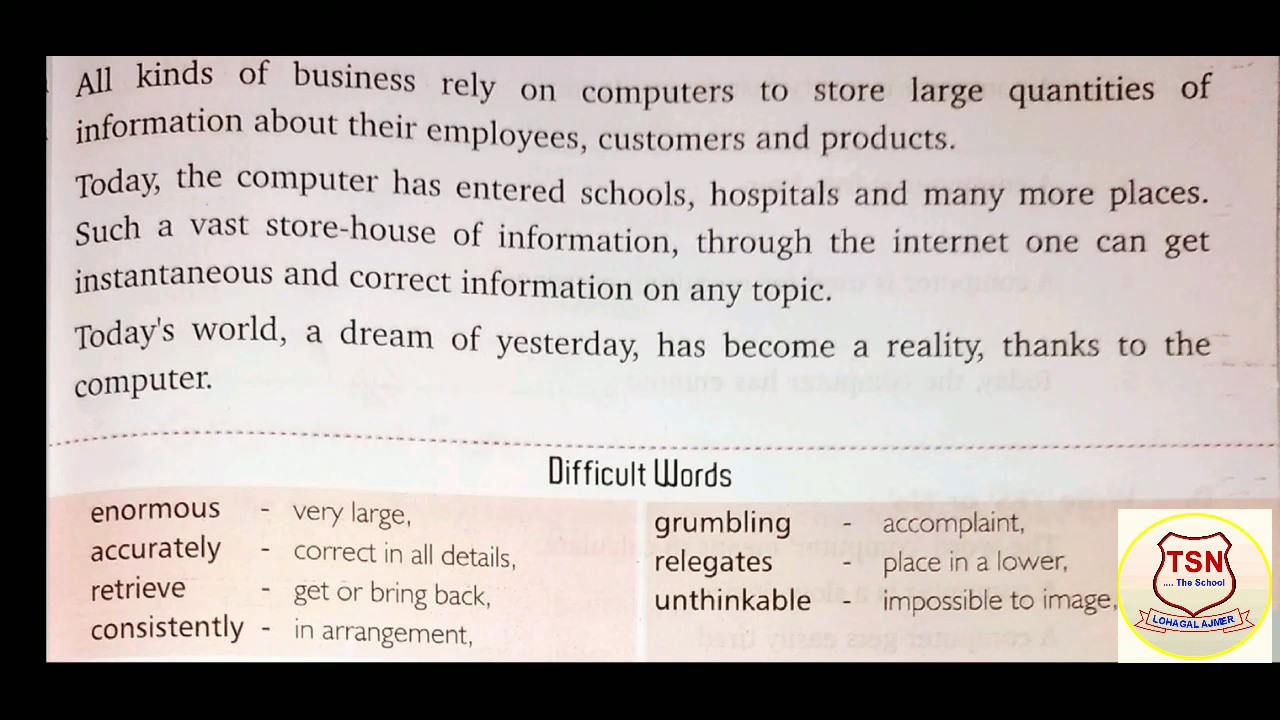 All kinds of business rely on computers to store large quantities of
information about their employees, customers and products.
Today, the computer has entered schools, hospitals and many more places.
Such a vast store-house of information, through the internet one can get
instantaneous and correct information on any topic.
Today's world, a dream of yesterday, has become a reality, thanks to the
computer.
Difficult Words
enormous - very large,
accurately - correct in all details,
retrieve - get or bring back,
consistently - in arrangement,
grumbling - accomplaint,
relegates - place in a lower,
unthinkable - impossible to image,
TSN
.... The School
LOHAGAL AJMER